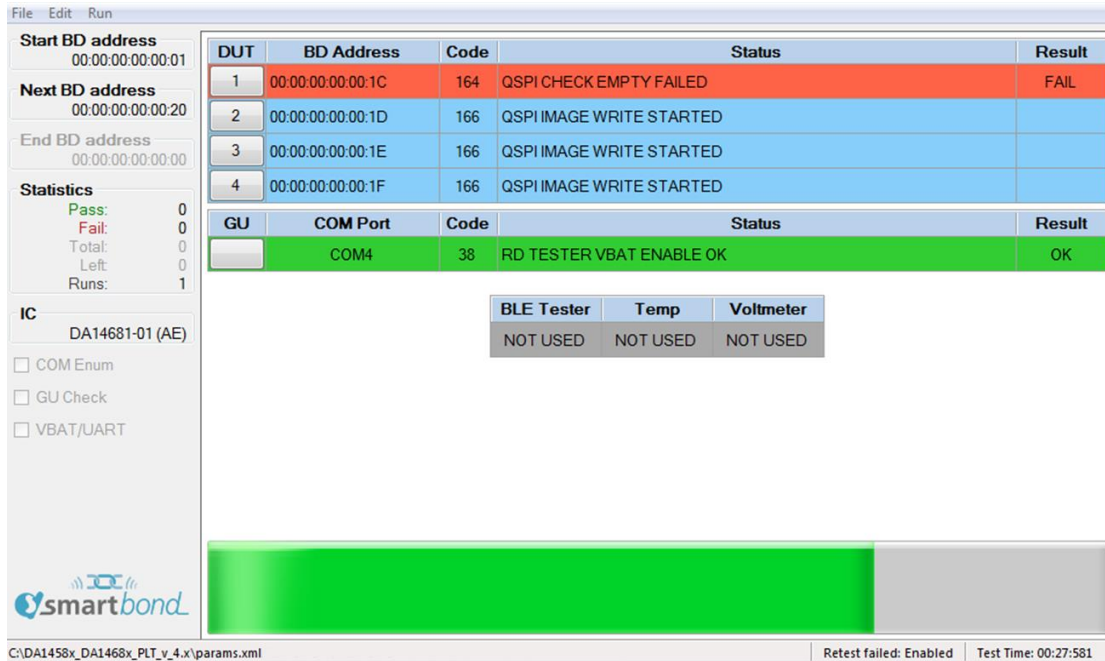 File Edit Run
Start BD address
00:00:00:00:00:01
Next BD address
00:00:00:00:00:20
End BD address
00:00:00:00:00:00
Statistics
Pass: 0
Fail: 0
Total: 0
Left: 0
Runs: 1
IC
DA14681-01 (AE)
COM Enum
GU Check
VBAT/UART
smartbond
DUT BD Address Code Status Result
1 00:00:00:00:00:1C 164 QSPI CHECK EMPTY FAILED FAIL
2 00:00:00:00:00:1D 166 QSPI IMAGE WRITE STARTED
3 00:00:00:00:00:1E 166 QSPI IMAGE WRITE STARTED
4 00:00:00:00:00:1F 166 QSPI IMAGE WRITE STARTED
GU COM Port Code Status Result
COM4 38 RD TESTER VBAT ENABLE OK OK
BLE Tester Temp Voltmeter
NOT USED NOT USED NOT USED
C:\DA1458x_DA1468x_PLT_v_4.x\params.xml Retest failed: Enabled Test Time: 00:27:581